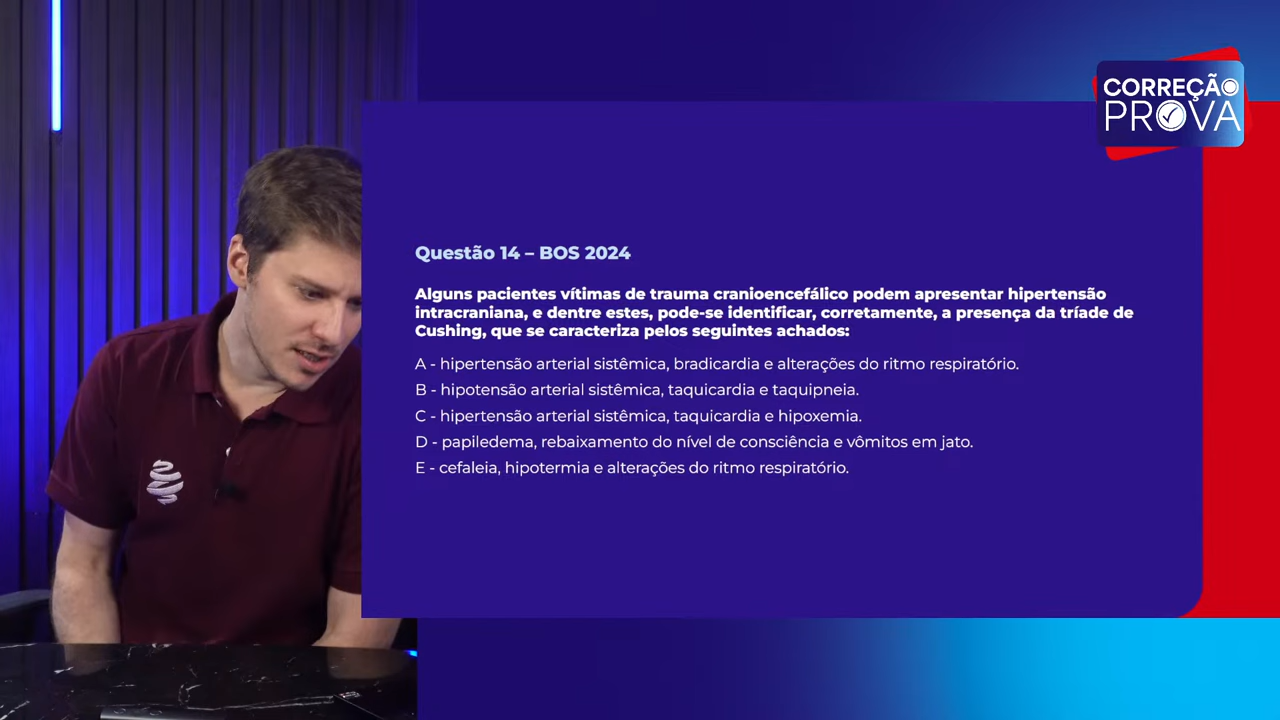 CORREÇÃO
PROVA
Questão 14 – BOS 2024
Alguns pacientes vítimas de trauma cranioencefálico podem apresentar hipertensão
intracraniana, e dentre estes, pode-se identificar, corretamente, a presença da tríade de
Cushing, que se caracteriza pelos seguintes achados:
A - hipertensão arterial sistêmica, bradicardia e alterações do ritmo respiratório.
B - hipotensão arterial sistêmica, taquicardia e taquipneia.
C - hipertensão arterial sistêmica, taquicardia e hipoxemia.
D - papiledema, rebaixamento do nível de consciência e vômitos em jato.
E - cefaleia, hipotermia e alterações do ritmo respiratório.